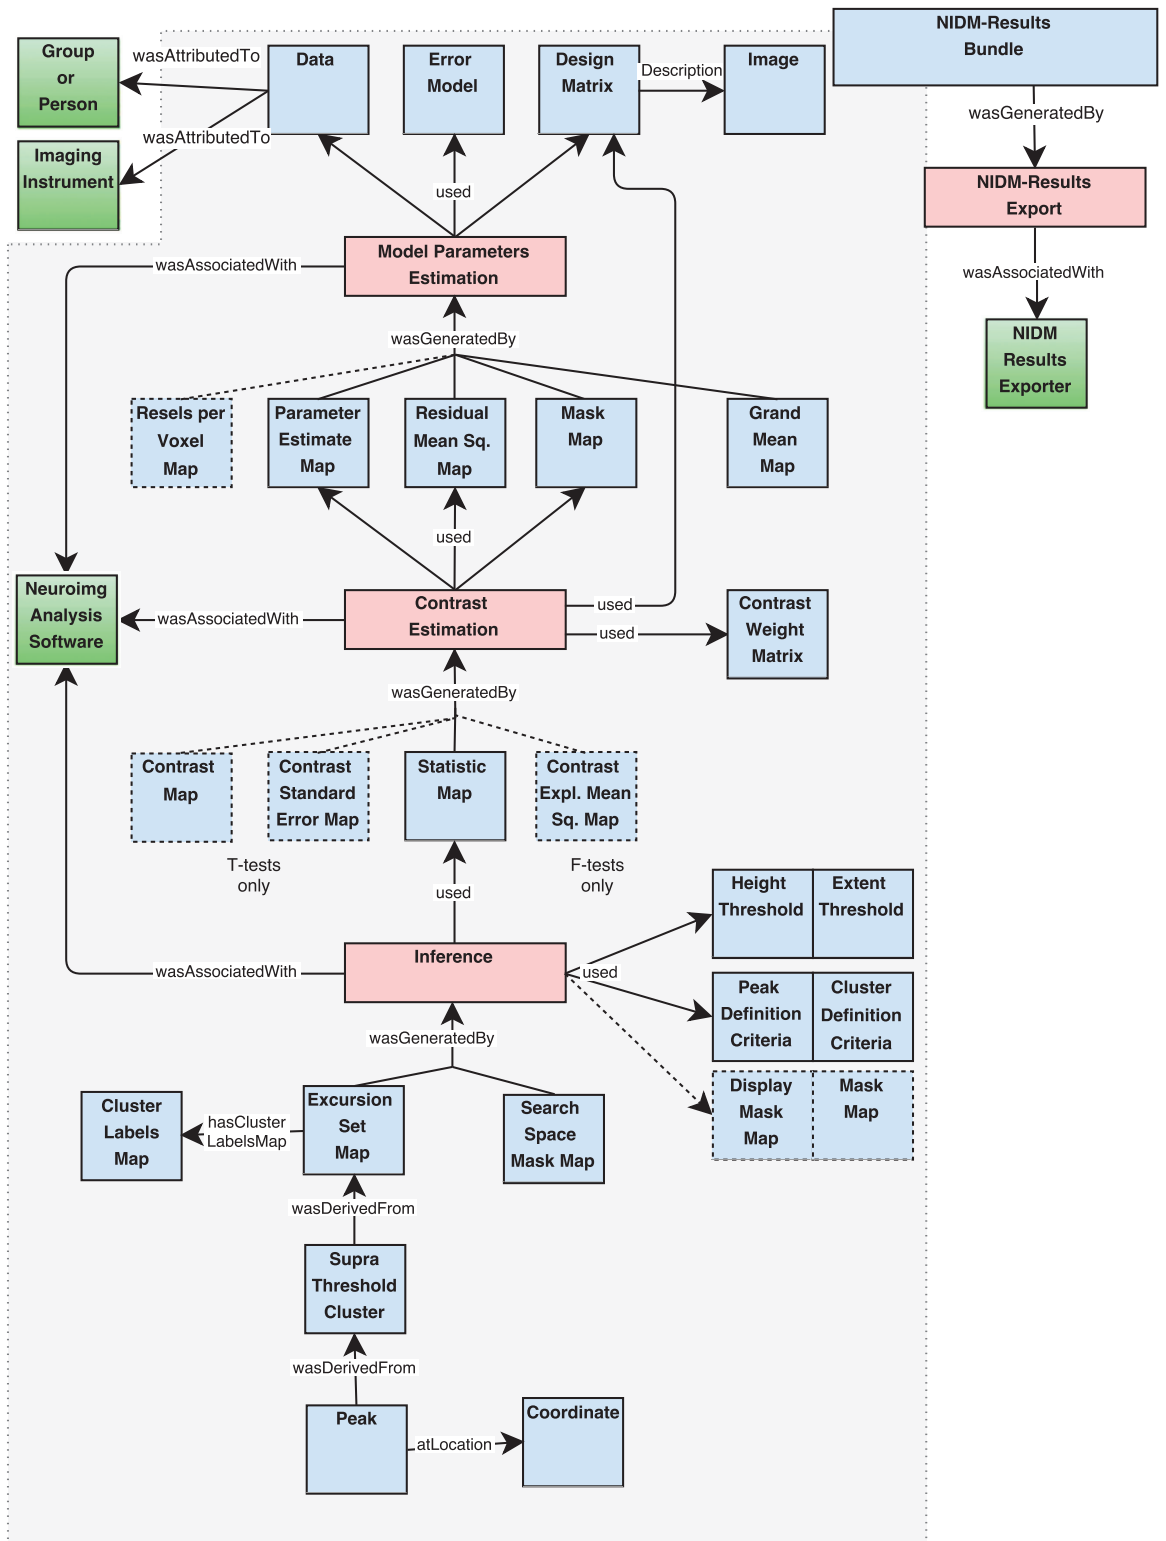 NIDM-Results
Bundle
wasGeneratedBy
NIDM-Results
Export
wasAssociatedWith
NIDM
Results
Exporter
Group
or
Person
wasAttributedTo
Imaging
Instrument
wasAttributedTo
Data
Error
Model
Design
Matrix
Description
Image
used
Model Parameters
Estimation
wasAssociatedWith
wasGeneratedBy
Resels per
Voxel
Map
Parameter
Estimate
Map
Residual
Mean Sq.
Map
Mask
Map
Grand
Mean
Map
used
Neuroimg
Analysis
Software
wasAssociatedWith
Contrast
Estimation
used
used
Contrast
Weight
Matrix
wasGeneratedBy
Contrast
Map
Contrast
Standard
Error Map
Statistic
Map
Contrast
Expl. Mean
Sq. Map
T-tests
only
F-tests
only
used
Height
Threshold
Extent
Threshold
wasAssociatedWith
Inference
used
Peak
Definition
Criteria
Cluster
Definition
Criteria
Display
Mask
Map
Mask
Map
wasGeneratedBy
Cluster
Labels
Map
hasCluster
LabelsMap
Excursion
Set
Map
Search
Space
Mask Map
wasDerivedFrom
Supra
Threshold
Cluster
wasDerivedFrom
Peak
atLocation
Coordinate